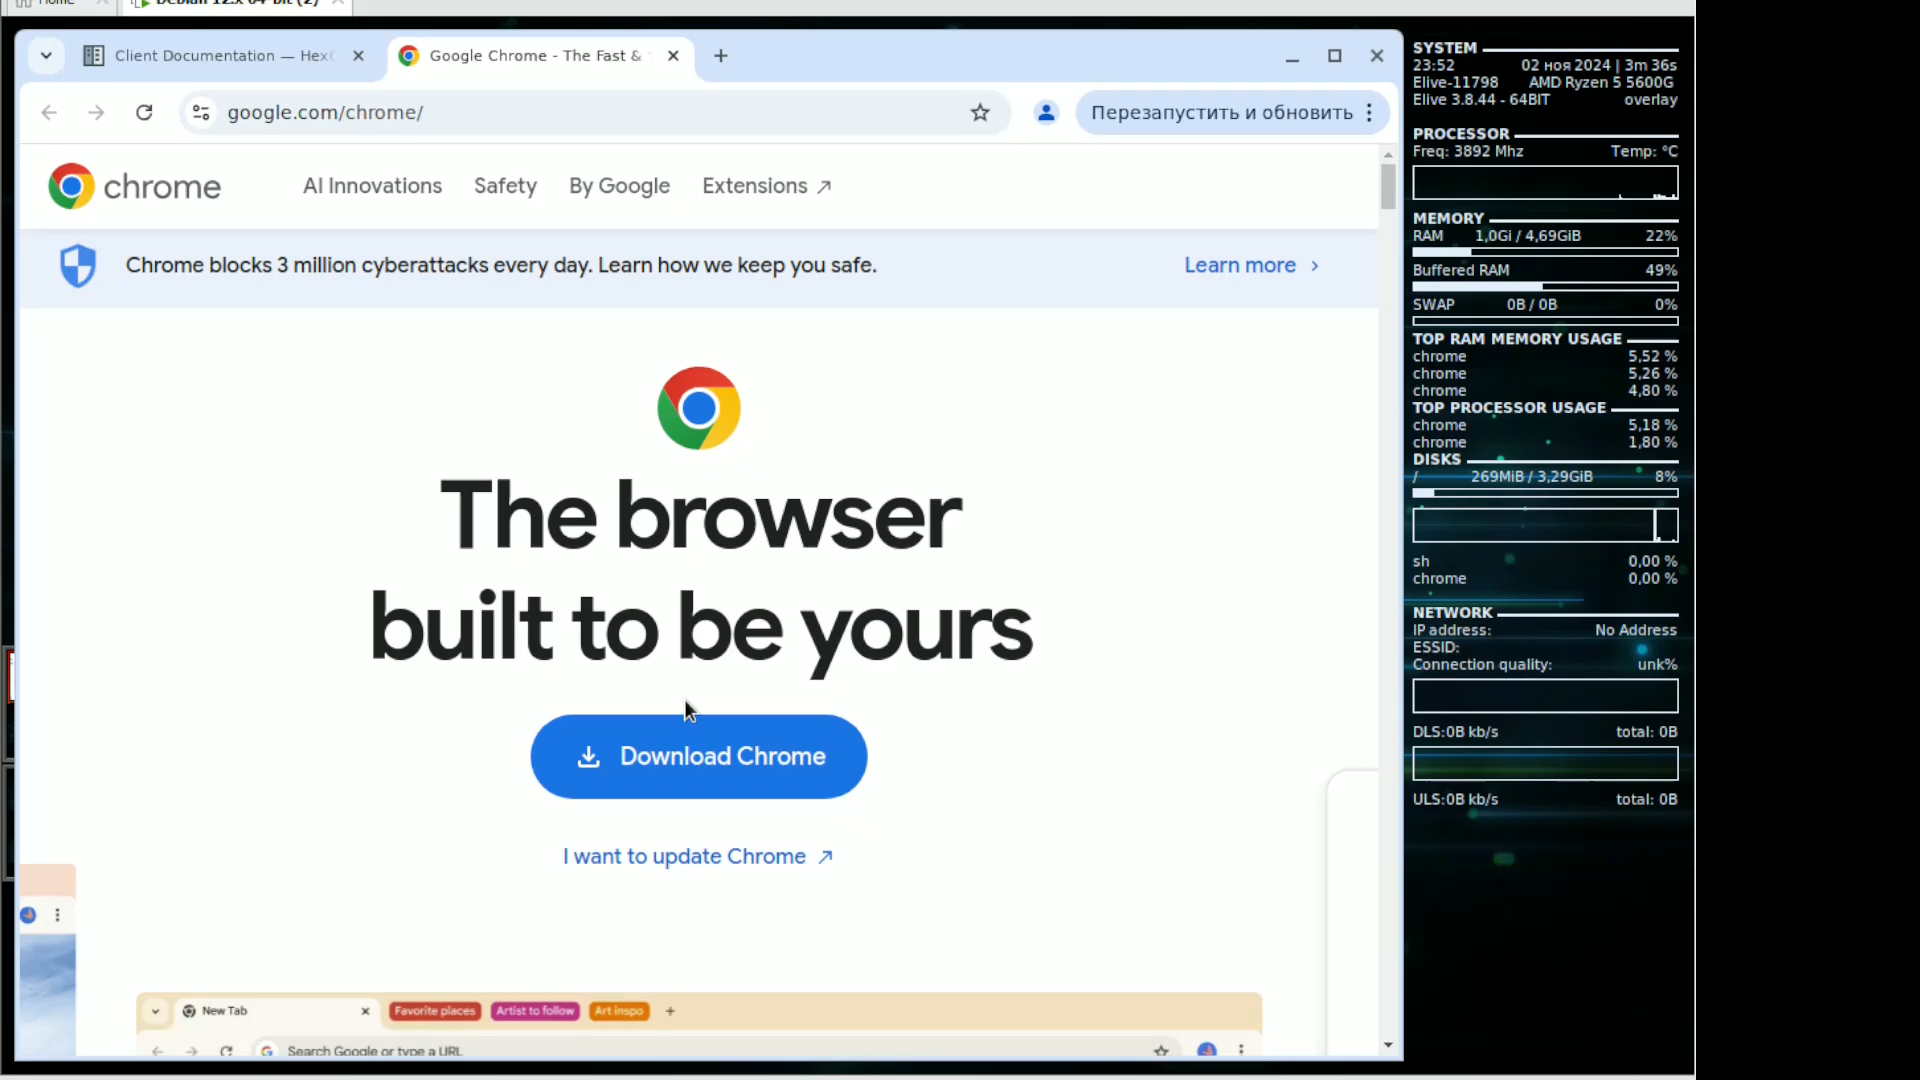 Home
Debian 12.x 64-bit (2)
Client Documentation — HexC
Google Chrome - The Fast &
google.com/chrome/
Перезапустить и обновить
chrome
AI Innovations
Safety
By Google
Extensions
Chrome blocks 3 million cyberattacks every day. Learn how we keep you safe.
Learn more
The browser
built to be yours
Download Chrome
I want to update Chrome
New Tab
Favorite places
Artist to follow
Art inspo
Search Google or type a URL
SYSTEM
23:52 02 ноя 2024 | 3m 36s
Elive-11798 AMD Ryzen 5 5600G
Elive 3.8.44 - 64BIT overlay
PROCESSOR
Freq: 3892 Mhz Temp: °C
MEMORY
RAM 1,0Gi / 4,69GiB 22%
Buffered RAM 49%
SWAP 0B / 0B 0%
TOP RAM MEMORY USAGE
chrome 5,52 %
chrome 5,26 %
chrome 4,80 %
TOP PROCESSOR USAGE
chrome 5,18 %
chrome 1,80 %
DISKS
/ 269MiB / 3,29GiB 8%
sh 0,00 %
chrome 0,00 %
NETWORK
IP address: No Address
ESSID:
Connection quality: unk%
DLS:0B kb/s total: 0B
ULS:0B kb/s total: 0B